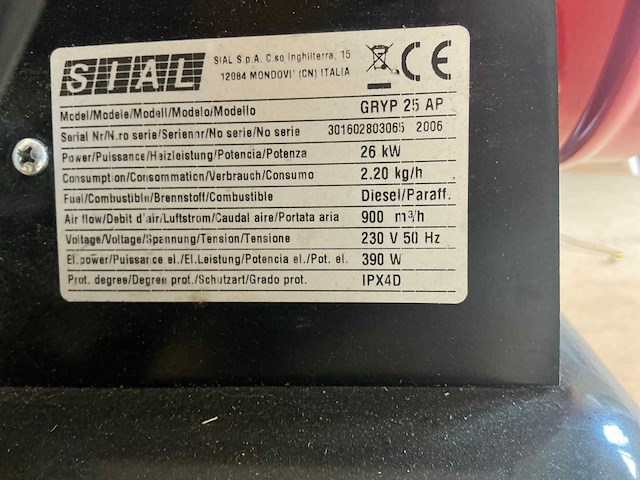 SIAL
SIAL S.p.A. C.so Inghilterra, 15
12084 MONDOVI' (CN) ITALIA
CE
Model/Modele/Modell/Modelo/Modello GRYP 25 AP
Serial Nr/N.ro serie/Seriennr/No serie/No serie 301602803065 2006
Power/Puissance/Heizleistung/Potencia/Potenza 26 kW
Consumption/Consommation/Verbrauch/Consumo 2.20 kg/h
Fuel/Combustible/Brennstoff/Combustible Diesel/Paraff.
Air flow/Debit d'air/Luftstrom/Caudal aire/Portata aria 900 m³/h
Voltage/Voltage/Spannung/Tension/Tensione 230 V 50 Hz
El.power/Puissance el./El.Leistung/Potencia el./Pot. el. 390 W
Prot. degree/Degree prot./Schutzart/Grado prot. IPX4D